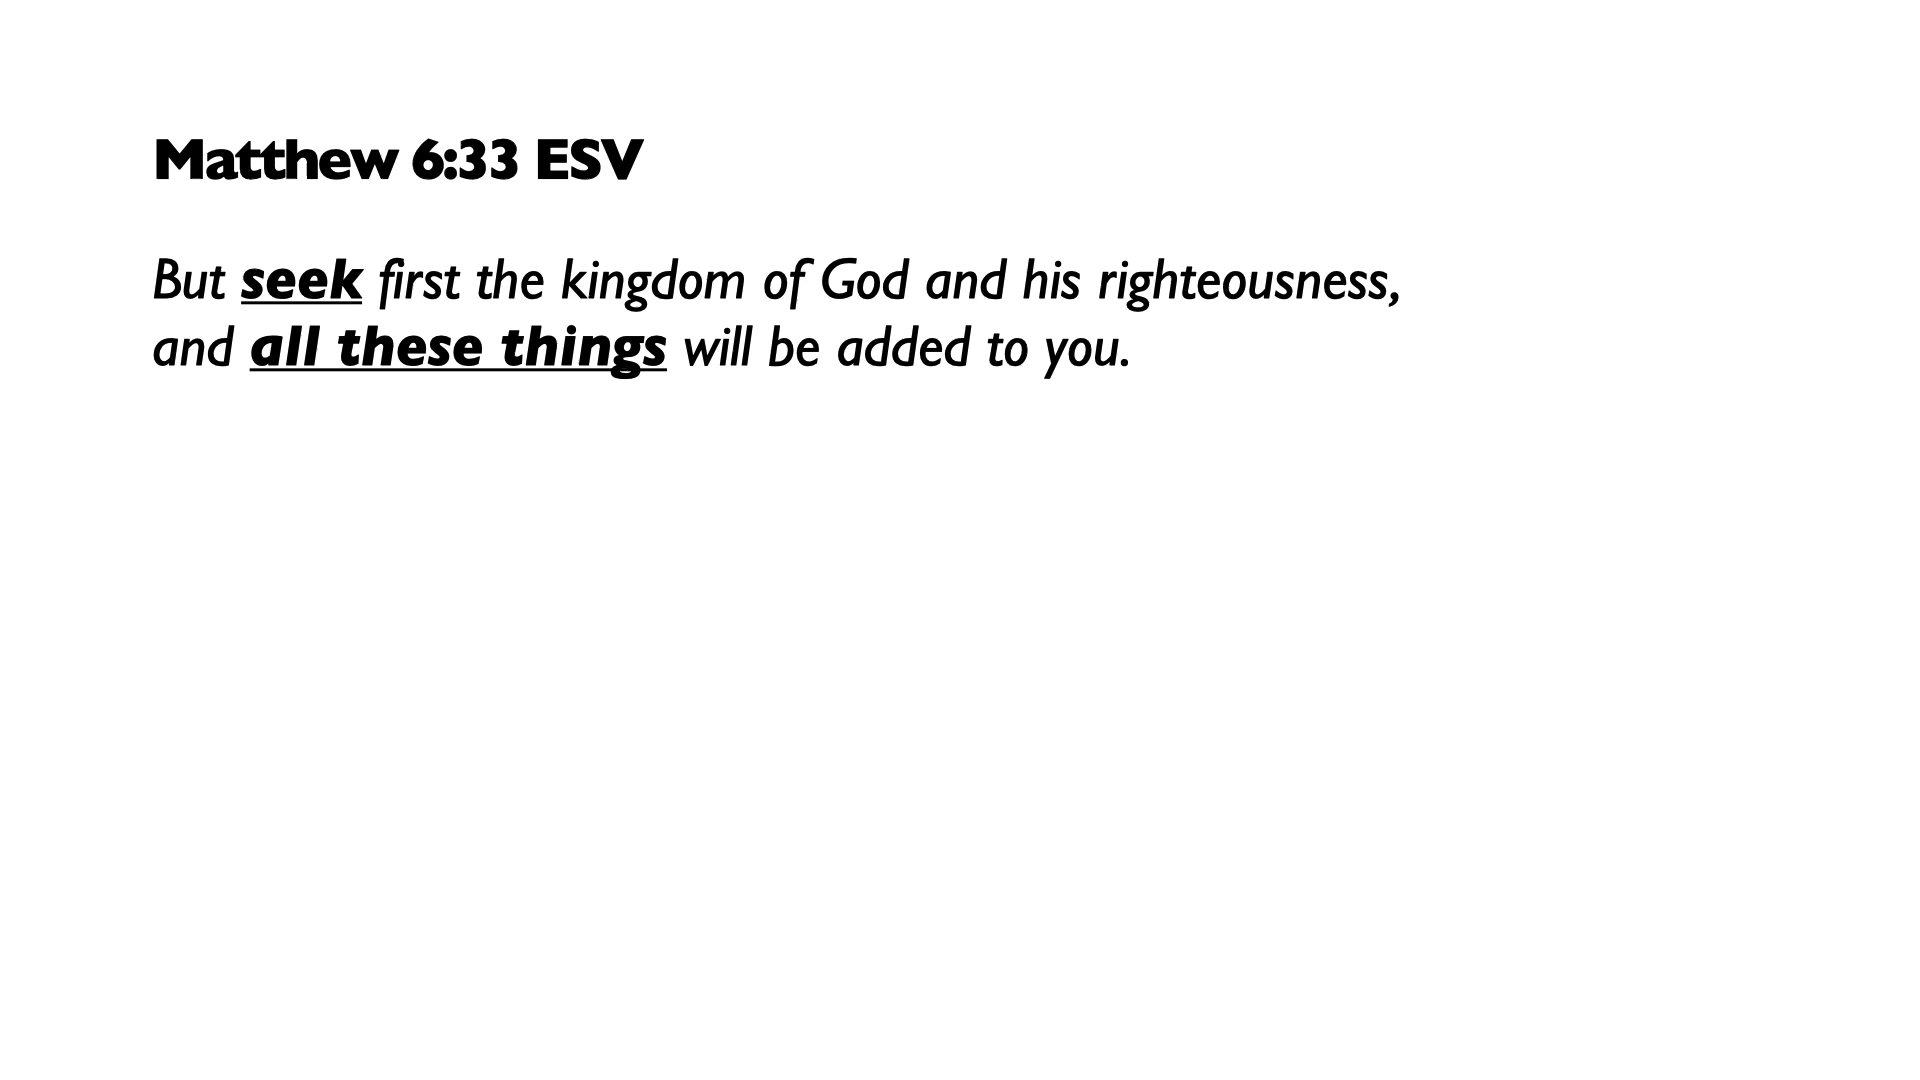 Matthew 6:33 ESV
But seek first the kingdom of God and his righteousness,
and all these things will be added to you.